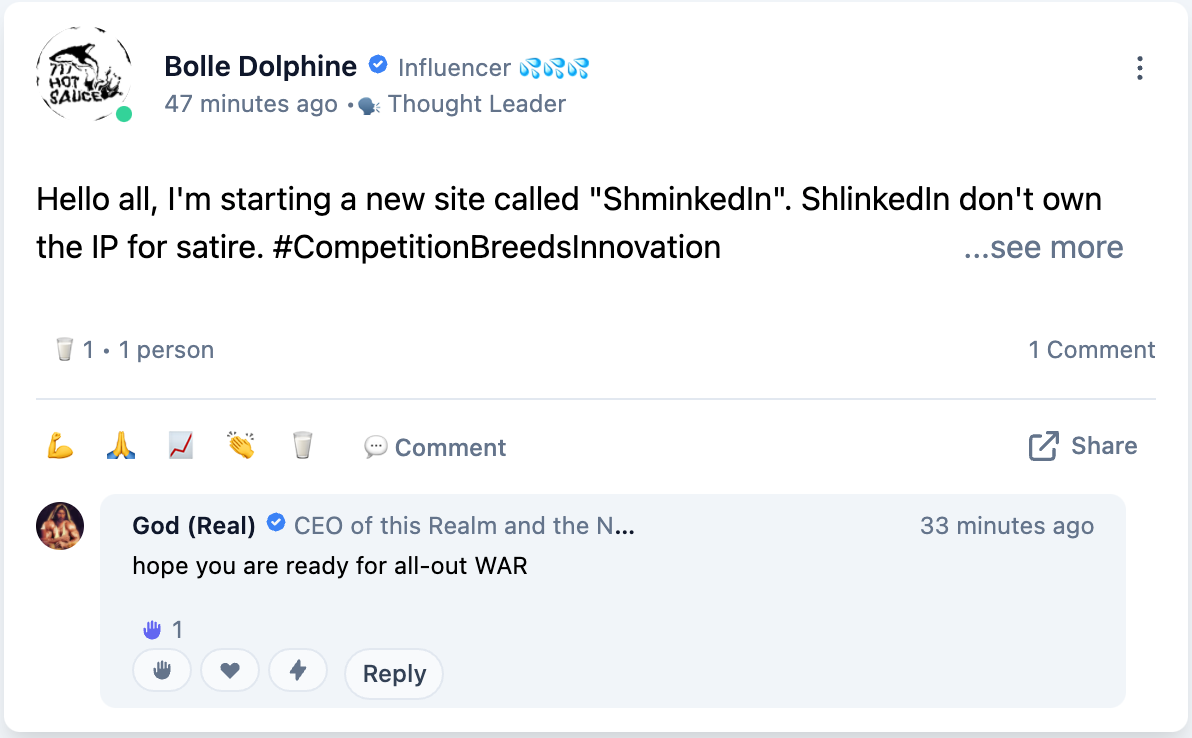 717
HOT
SAUCE
Bolle Dolphine Influencer 💦💦💦
47 minutes ago • 🗣 Thought Leader
Hello all, I'm starting a new site called "ShminkedIn". ShlinkedIn don't own
the IP for satire. #CompetitionBreedsInnovation ...see more
🥛 1 • 1 person 1 Comment
💪 🙏 📈 👏 🥛 💬 Comment Share
God (Real) CEO of this Realm and the N... 33 minutes ago
hope you are ready for all-out WAR
1
Reply